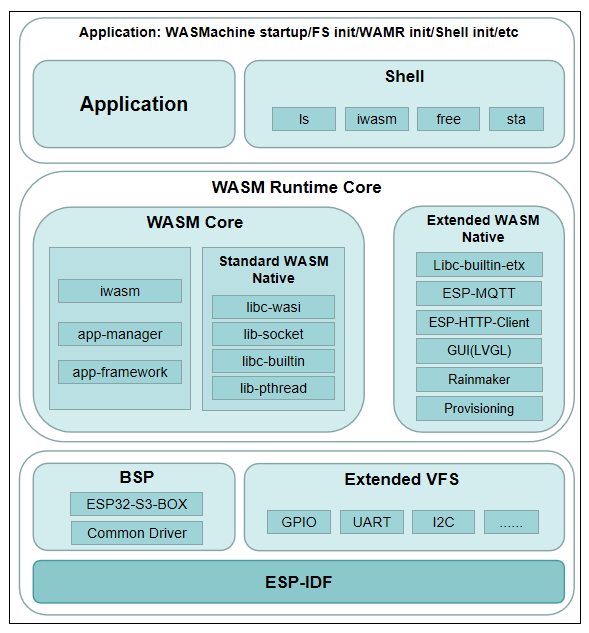 Application: WASMachine startup/FS init/WAMR init/Shell init/etc
Application
Shell
ls
iwasm
free
sta
WASM Runtime Core
WASM Core
iwasm
app-manager
app-framework
Standard WASM
Native
libc-wasi
lib-socket
libc-builtin
lib-pthread
Extended WASM
Native
Libc-builtin-etx
ESP-MQTT
ESP-HTTP-Client
GUI(LVGL)
Rainmaker
Provisioning
BSP
ESP32-S3-BOX
Common Driver
Extended VFS
GPIO
UART
I2C
......
ESP-IDF